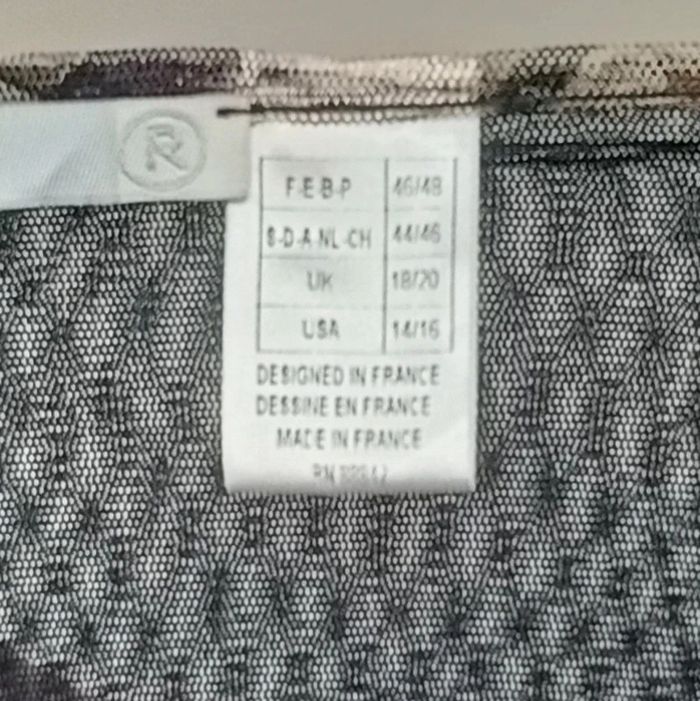 R
F-E-B-P 46/48
S-D-A-NL-CH 44/46
UK 18/20
USA 14/16
DESIGNED IN FRANCE
DESSINE EN FRANCE
MADE IN FRANCE
RN